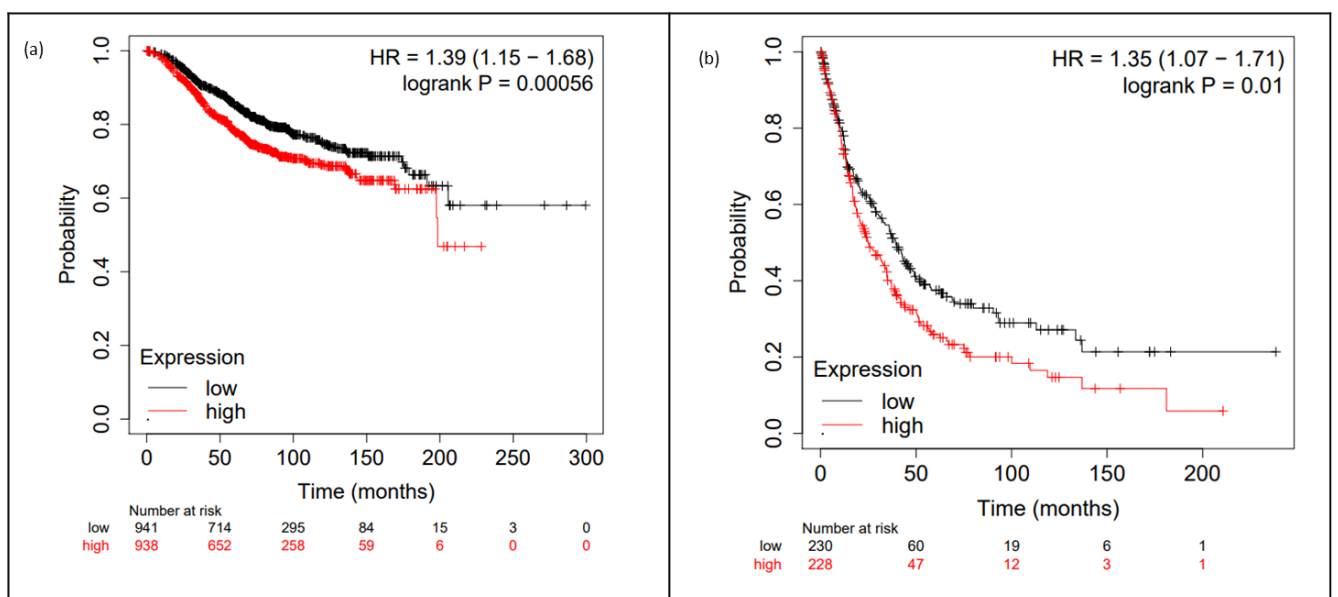 (a)
HR = 1.39 (1.15 − 1.68)
logrank P = 0.00056
Probability
1.0
0.8
0.6
0.4
0.2
0.0
Expression
low
high
0 50 100 150 200 250 300
Time (months)
Number at risk
low 941 714 295 84 15 3 0
high 938 652 258 59 6 0 0
(b)
HR = 1.35 (1.07 − 1.71)
logrank P = 0.01
Probability
1.0
0.8
0.6
0.4
0.2
0.0
Expression
low
high
0 50 100 150 200
Time (months)
Number at risk
low 230 60 19 6 1
high 228 47 12 3 1